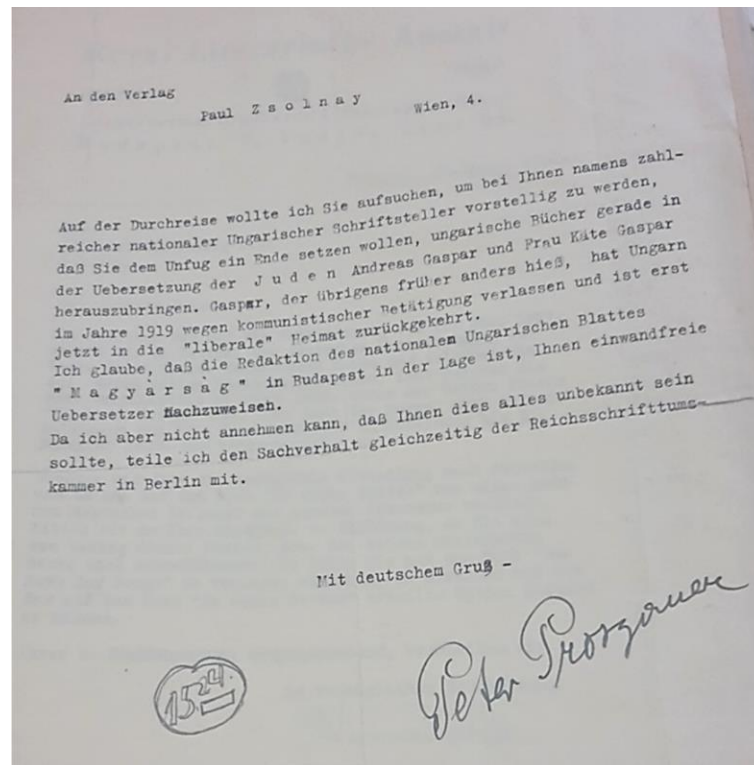 An den Verlag
Paul Z s o l n a y Wien, 4.
Auf der Durchreise wollte ich Sie aufsuchen, um bei Ihnen namens zahl-
reicher nationaler Ungarischer Schriftsteller vorstellig zu werden,
daß Sie dem Unfug ein Ende setzen wollen, ungarische Bücher gerade in
der Uebersetzung der J u d e n Andreas Gaspar und Frau Käte Gaspar
herauszubringen. Gaspar, der übrigens früher anders hieß, hat Ungarn
im Jahre 1919 wegen kommunistischer Betätigung verlassen und ist erst
jetzt in die "liberale" Heimat zurückgekehrt.
Ich glaube, daß die Redaktion des nationalen Ungarischen Blattes
" M a g y à r s à g " in Budapest in der Lage ist, Ihnen einwandfreie
Uebersetzer nachzuweisen.
Da ich aber nicht annehmen kann, daß Ihnen dies alles unbekannt sein
sollte, teile ich den Sachverhalt gleichzeitig der Reichsschrifttums-
kammer in Berlin mit.
Mit deutschem Gruß -
Peter